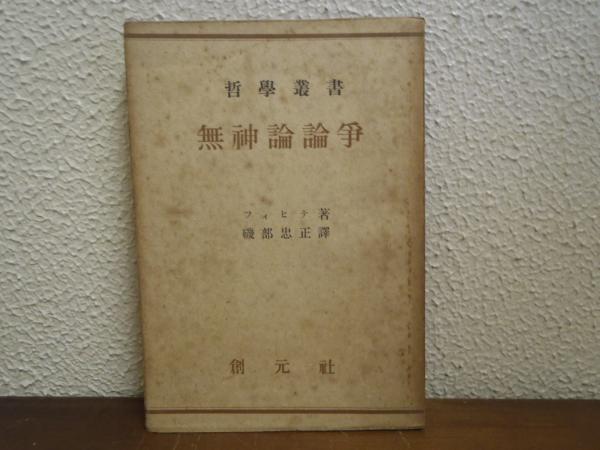 哲學叢書
無神論論爭
フィヒテ著
磯部忠正譯
創元社